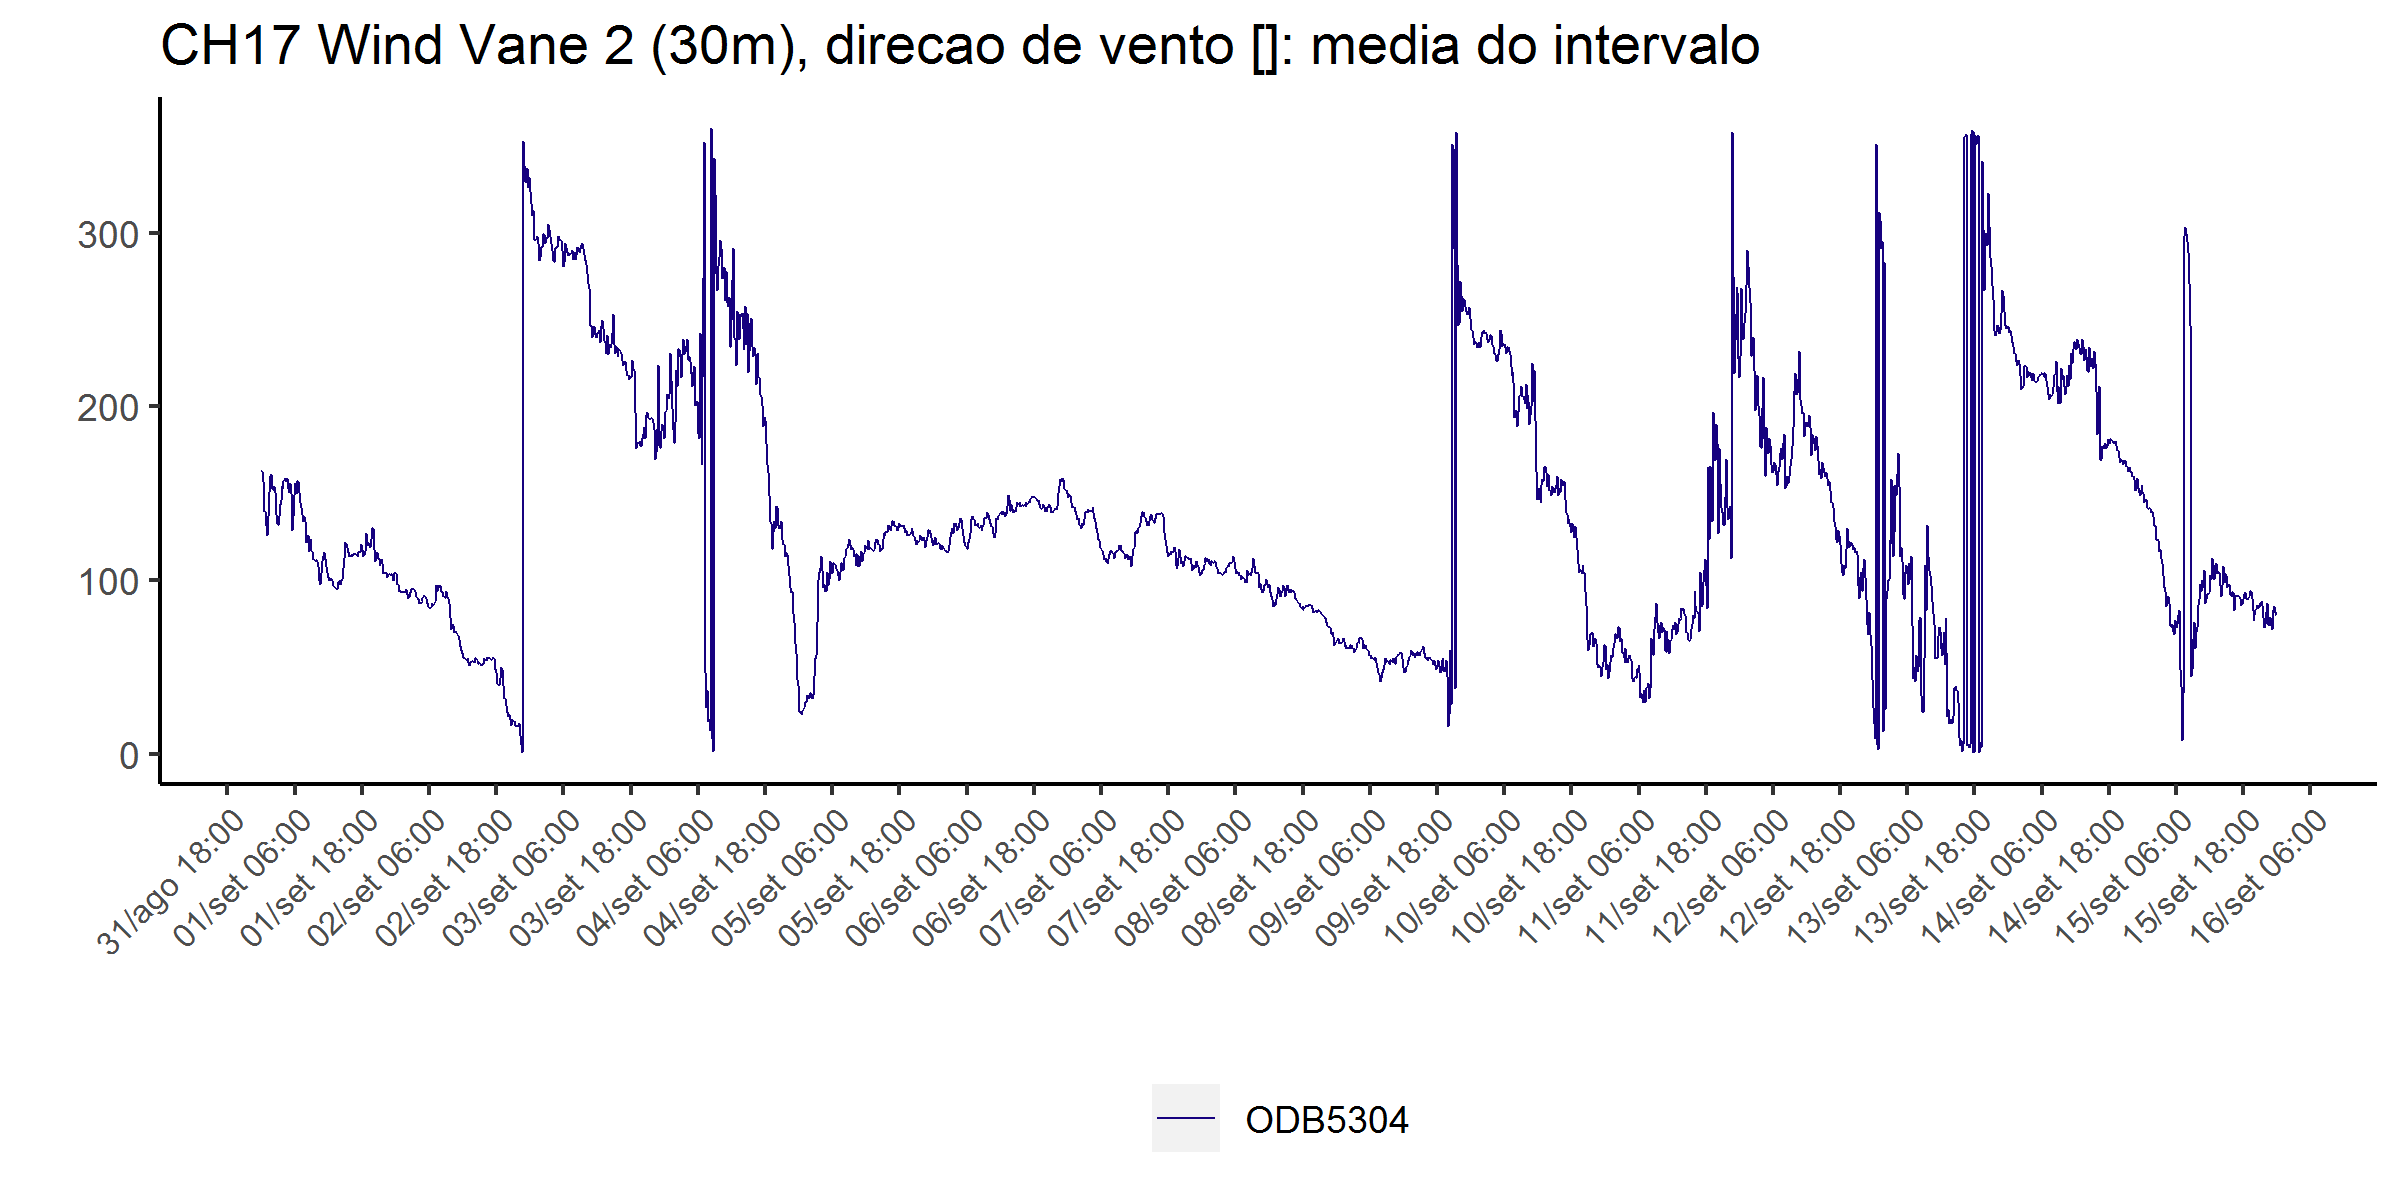 CH17 Wind Vane 2 (30m), direcao de vento []: media do intervalo
300
200
100
0
31/ago 18:00
01/set 06:00
01/set 18:00
02/set 06:00
02/set 18:00
03/set 06:00
03/set 18:00
04/set 06:00
04/set 18:00
05/set 06:00
05/set 18:00
06/set 06:00
06/set 18:00
07/set 06:00
07/set 18:00
08/set 06:00
08/set 18:00
09/set 06:00
09/set 18:00
10/set 06:00
10/set 18:00
11/set 06:00
11/set 18:00
12/set 06:00
12/set 18:00
13/set 06:00
13/set 18:00
14/set 06:00
14/set 18:00
15/set 06:00
15/set 18:00
16/set 06:00
ODB5304